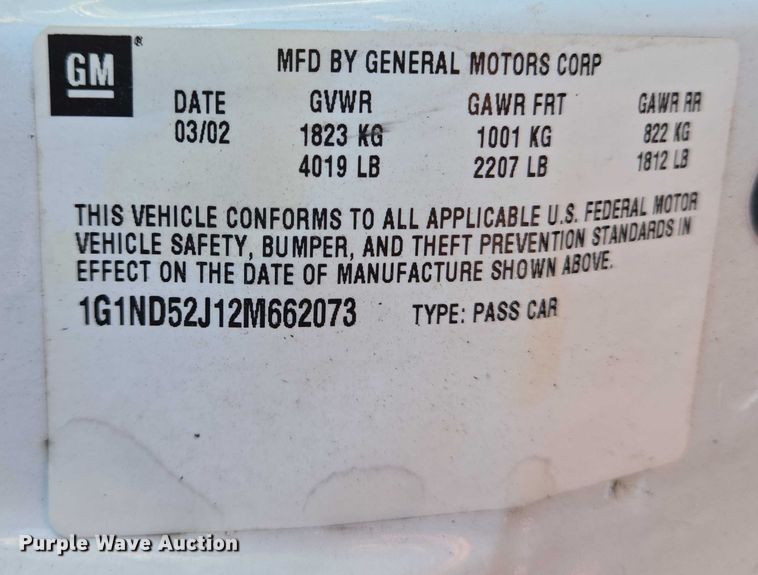 GM ®
MFD BY GENERAL MOTORS CORP
DATE GVWR GAWR FRT GAWR RR
03/02 1823 KG 1001 KG 822 KG
4019 LB 2207 LB 1812 LB
THIS VEHICLE CONFORMS TO ALL APPLICABLE U.S. FEDERAL MOTOR
VEHICLE SAFETY, BUMPER, AND THEFT PREVENTION STANDARDS IN
EFFECT ON THE DATE OF MANUFACTURE SHOWN ABOVE.
1G1ND52J12M662073 TYPE: PASS CAR
Purple Wave Auction